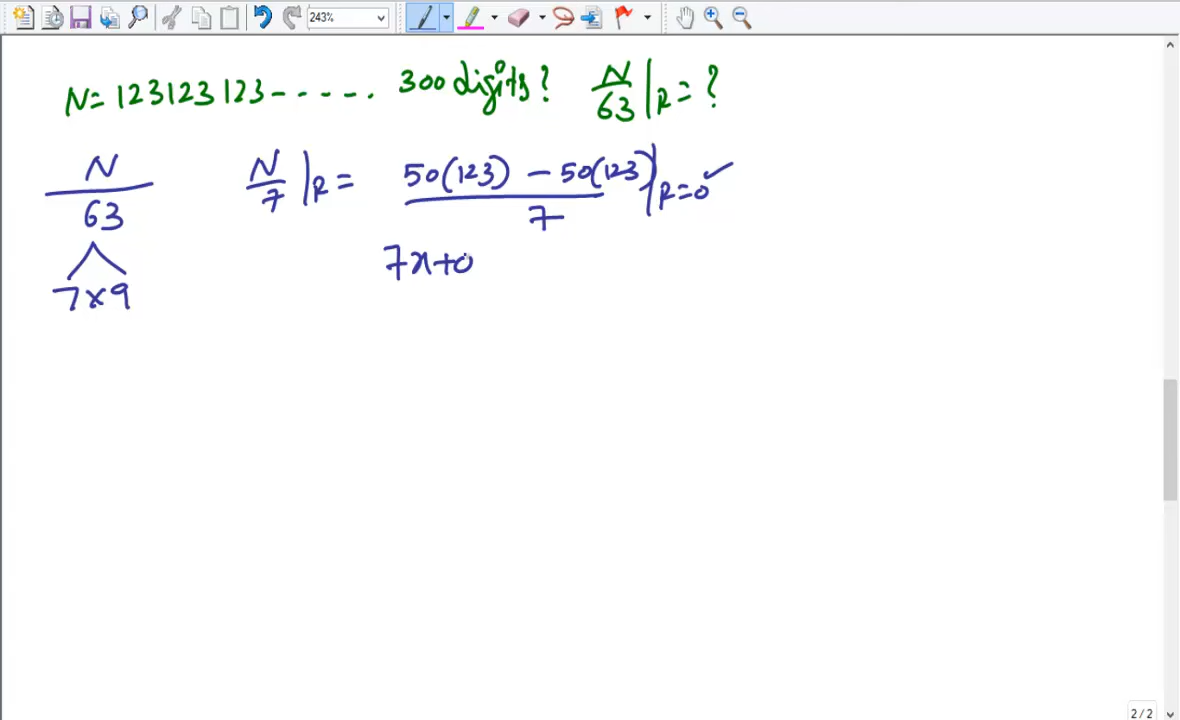 243%
N=123123123-----. 300 digits? N/63|R=?
N/63 N/7|R= 50(123) - 50(123)/7|R=0✓
7×9 7x+0
2/2